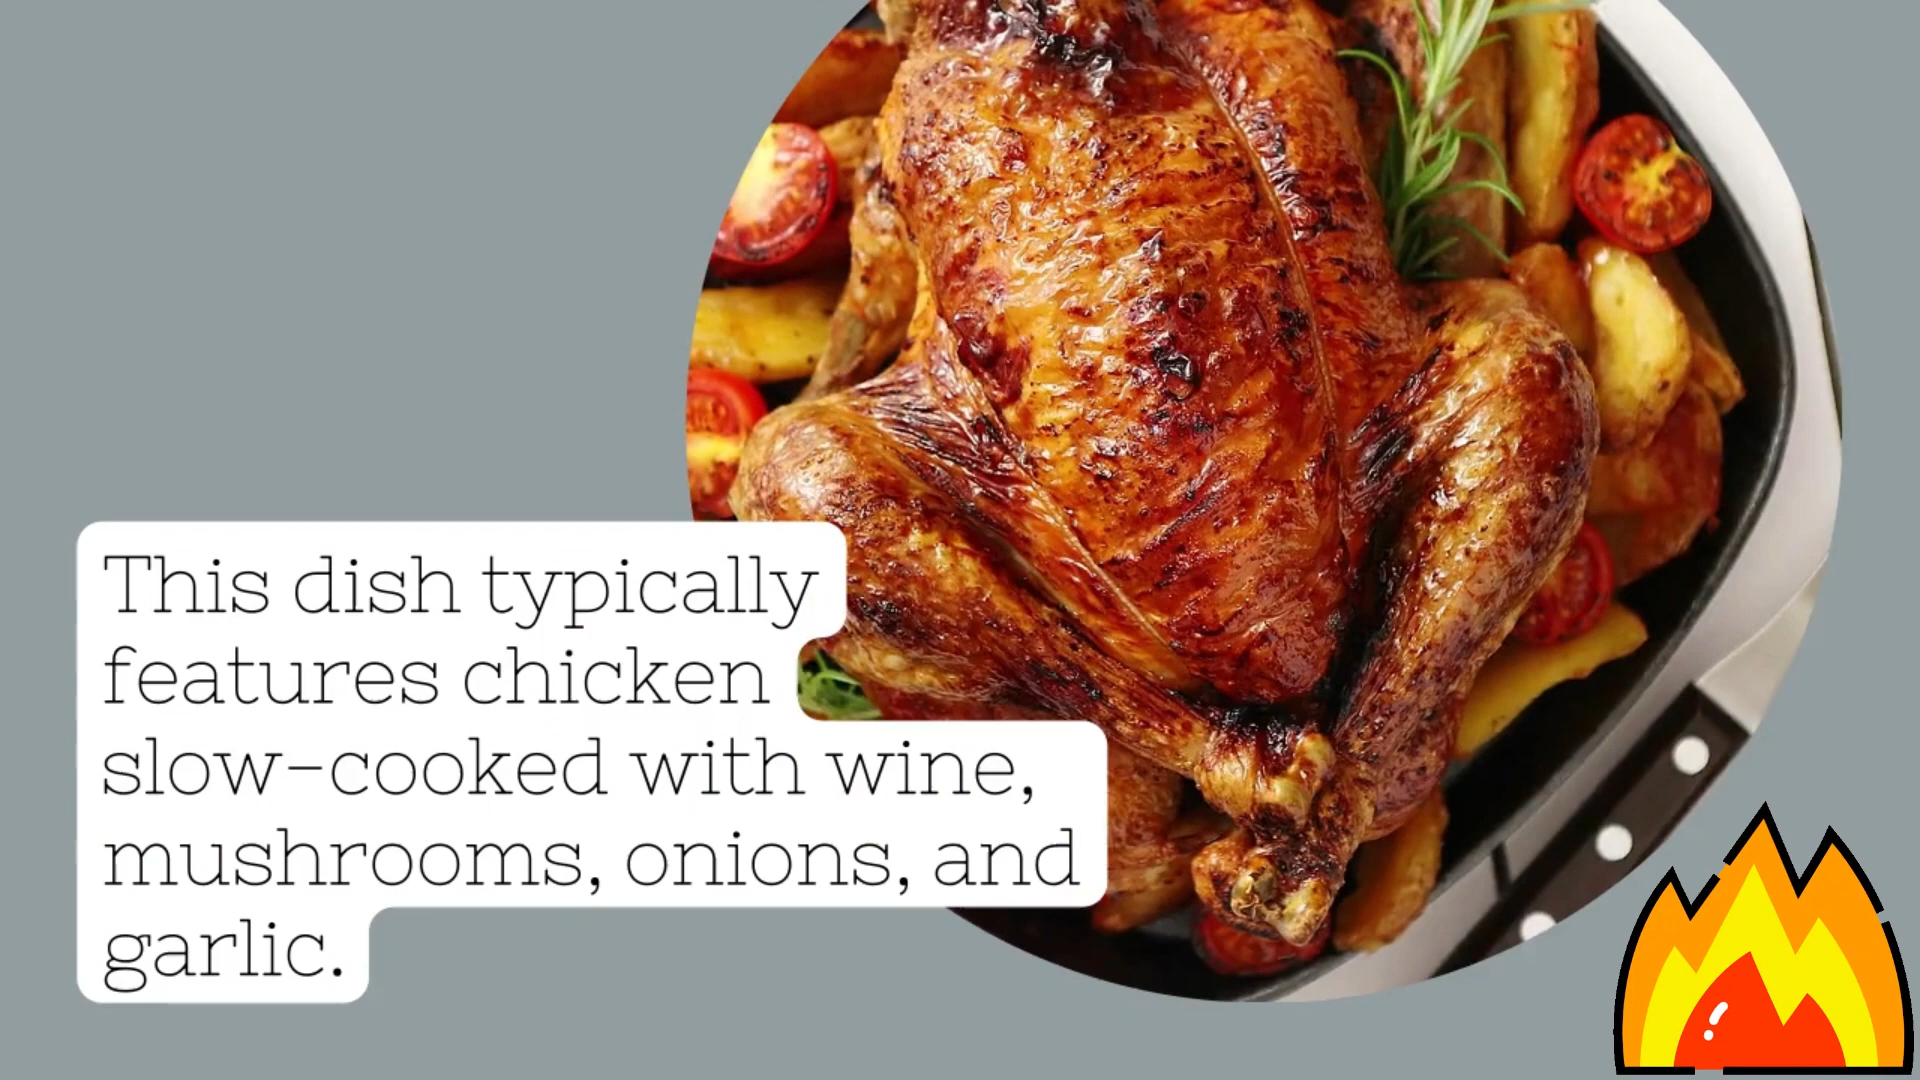 This dish typically
features chicken
slow-cooked with wine,
mushrooms, onions, and
garlic.